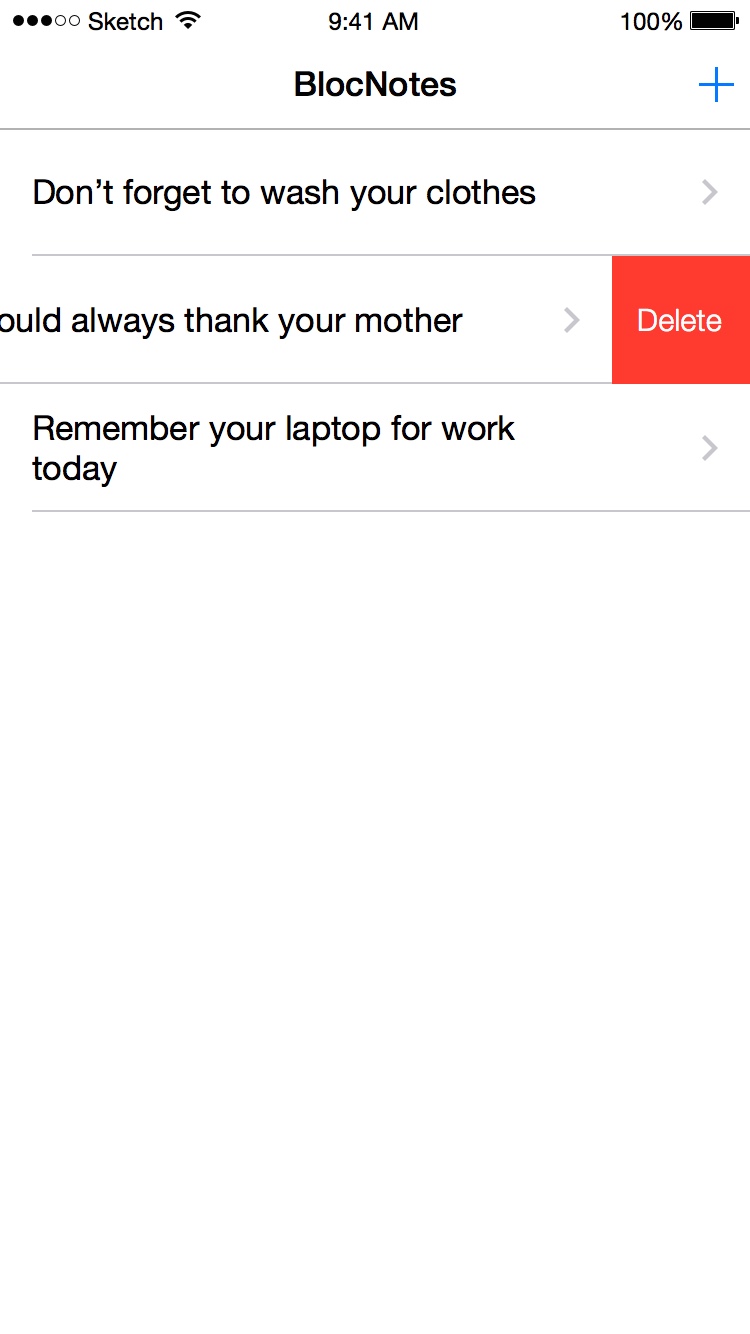 Sketch 9:41 AM 100%
BlocNotes
Don’t forget to wash your clothes
ould always thank your mother
Delete
Remember your laptop for work
today